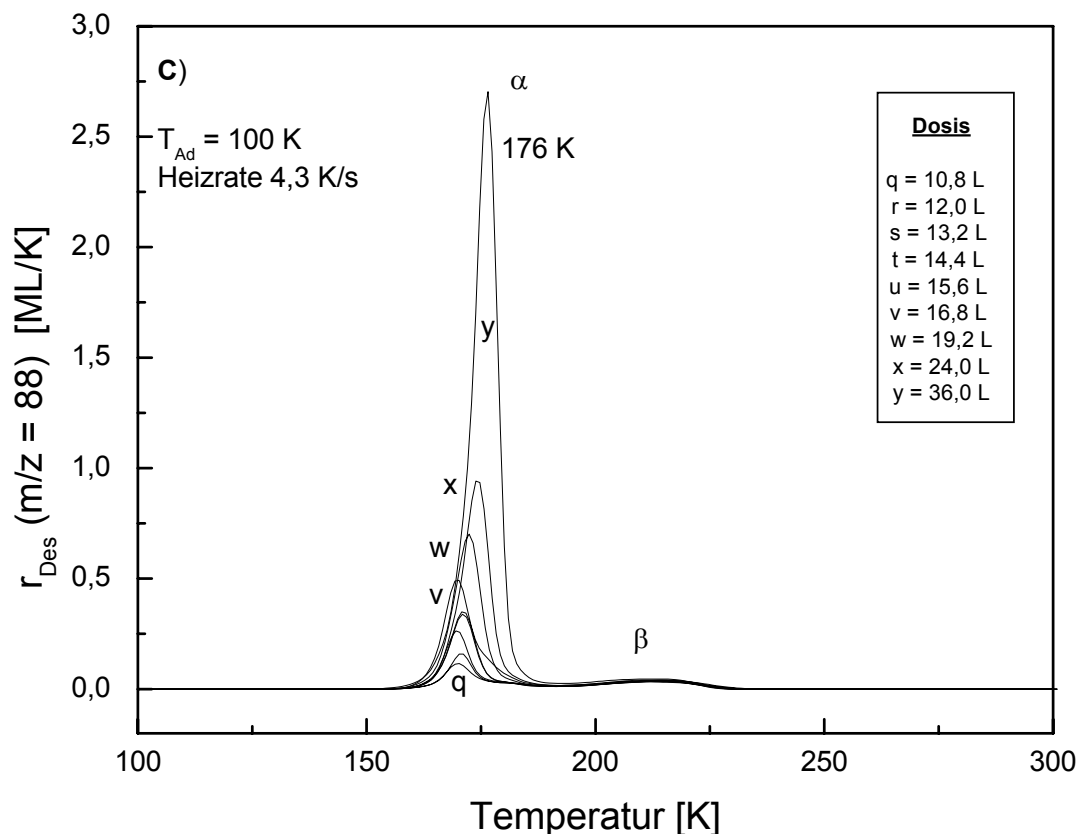 3,0
2,5
2,0
1,5
1,0
0,5
0,0
r_Des (m/z = 88) [ML/K]
C)
T_Ad = 100 K
Heizrate 4,3 K/s
α
176 K
y
x
w
v
q
β
Dosis
q = 10,8 L
r = 12,0 L
s = 13,2 L
t = 14,4 L
u = 15,6 L
v = 16,8 L
w = 19,2 L
x = 24,0 L
y = 36,0 L
100 150 200 250 300
Temperatur [K]